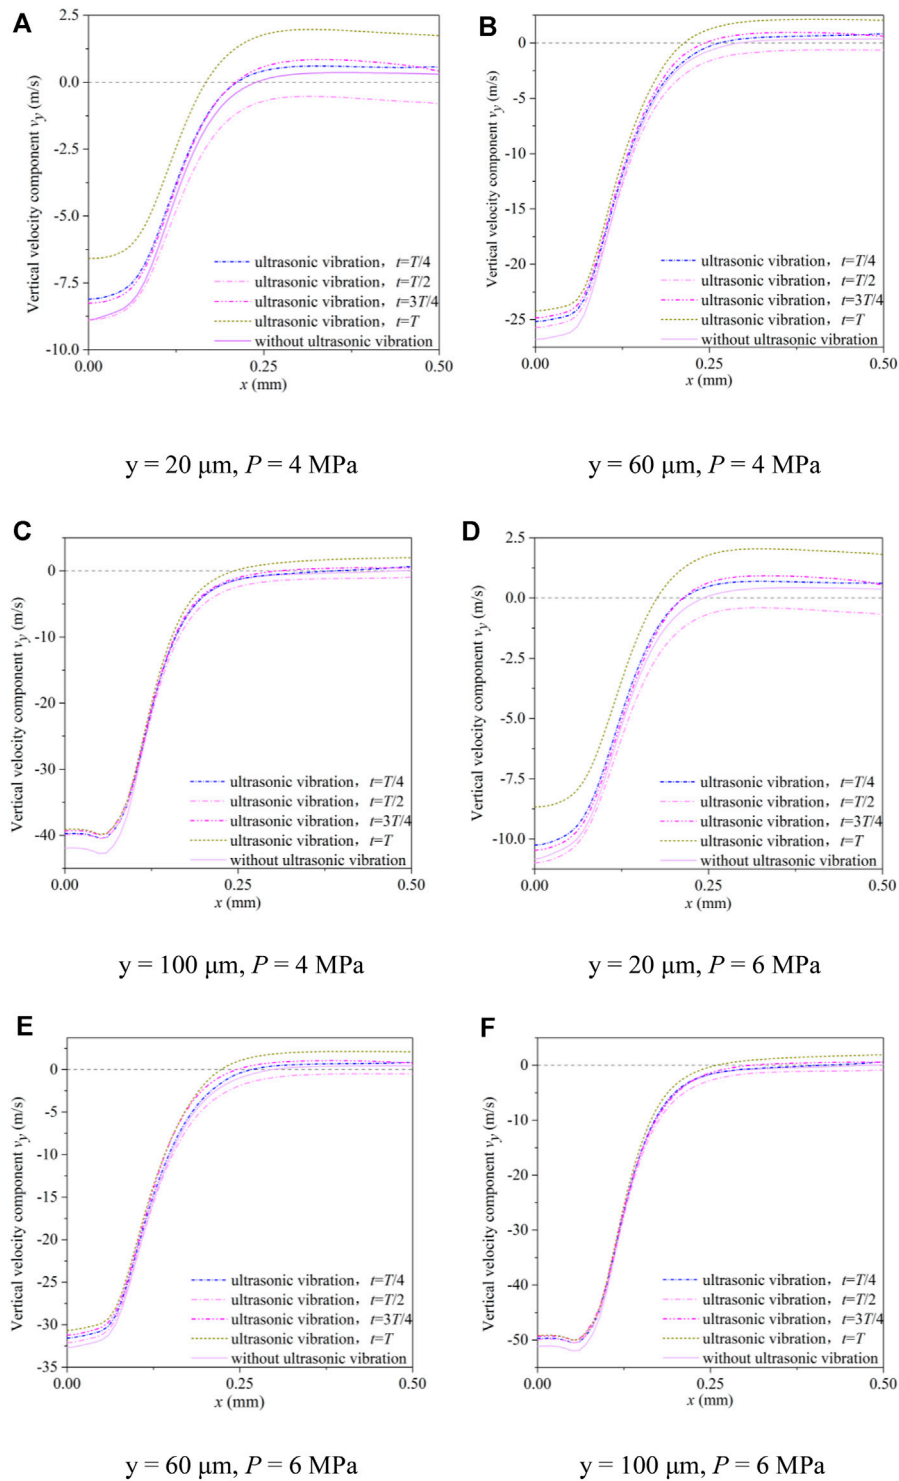 A
Vertical velocity component vy (m/s)
2.5
0.0
-2.5
-5.0
-7.5
-10.0
ultrasonic vibration, t=T/4
ultrasonic vibration, t=T/2
ultrasonic vibration, t=3T/4
ultrasonic vibration, t=T
without ultrasonic vibration
0.00 0.25 0.50
x (mm)
y = 20 μm, P = 4 MPa
B
Vertical velocity component vy (m/s)
0
-5
-10
-15
-20
-25
ultrasonic vibration, t=T/4
ultrasonic vibration, t=T/2
ultrasonic vibration, t=3T/4
ultrasonic vibration, t=T
without ultrasonic vibration
0.00 0.25 0.50
x (mm)
y = 60 μm, P = 4 MPa
C
Vertical velocity component vy (m/s)
0
-10
-20
-30
-40
ultrasonic vibration, t=T/4
ultrasonic vibration, t=T/2
ultrasonic vibration, t=3T/4
ultrasonic vibration, t=T
without ultrasonic vibration
0.00 0.25 0.50
x (mm)
y = 100 μm, P = 4 MPa
D
Vertical velocity component vy (m/s)
2.5
0.0
-2.5
-5.0
-7.5
-10.0
ultrasonic vibration, t=T/4
ultrasonic vibration, t=T/2
ultrasonic vibration, t=3T/4
ultrasonic vibration, t=T
without ultrasonic vibration
0.00 0.25 0.50
x (mm)
y = 20 μm, P = 6 MPa
E
Vertical velocity component vy (m/s)
0
-5
-10
-15
-20
-25
-30
-35
ultrasonic vibration, t=T/4
ultrasonic vibration, t=T/2
ultrasonic vibration, t=3T/4
ultrasonic vibration, t=T
without ultrasonic vibration
0.00 0.25 0.50
x (mm)
y = 60 μm, P = 6 MPa
F
Vertical velocity component vy (m/s)
0
-10
-20
-30
-40
-50
ultrasonic vibration, t=T/4
ultrasonic vibration, t=T/2
ultrasonic vibration, t=3T/4
ultrasonic vibration, t=T
without ultrasonic vibration
0.00 0.25 0.50
x (mm)
y = 100 μm, P = 6 MPa